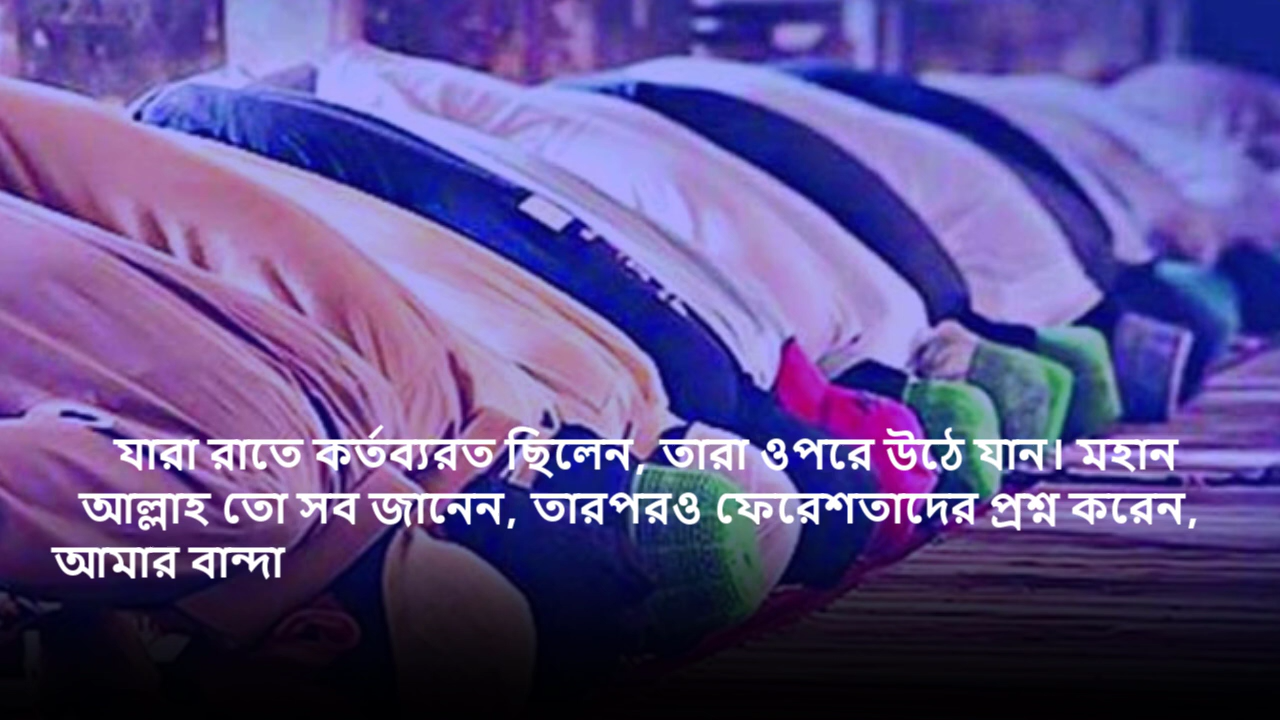 যারা রাতে কর্তব্যরত ছিলেন, তারা ওপরে উঠে যান। মহান
আল্লাহ তো সব জানেন, তারপরও ফেরেশতাদের প্রশ্ন করেন,
আমার বান্দা